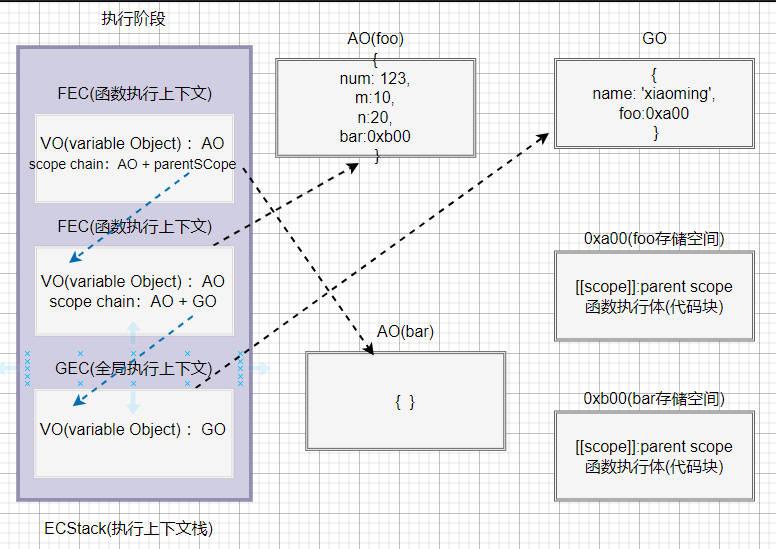 执行阶段
FEC(函数执行上下文)
VO(variable Object) ：AO
scope chain：AO + parentSCope
FEC(函数执行上下文)
VO(variable Object) ：AO
scope chain：AO + GO
GEC(全局执行上下文)
VO(variable Object) ：GO
ECStack(执行上下文栈)
AO(foo)
{
num: 123,
m:10,
n:20,
bar:0xb00
}
AO(bar)
{ }
GO
{
name: 'xiaoming',
foo:0xa00
}
0xa00(foo存储空间)
[[scope]]:parent scope
函数执行体(代码块)
0xb00(bar存储空间)
[[scope]]:parent scope
函数执行体(代码块)